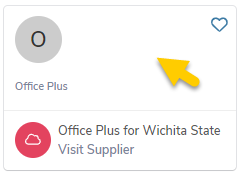 O
Office Plus
Office Plus for Wichita State
Visit Supplier